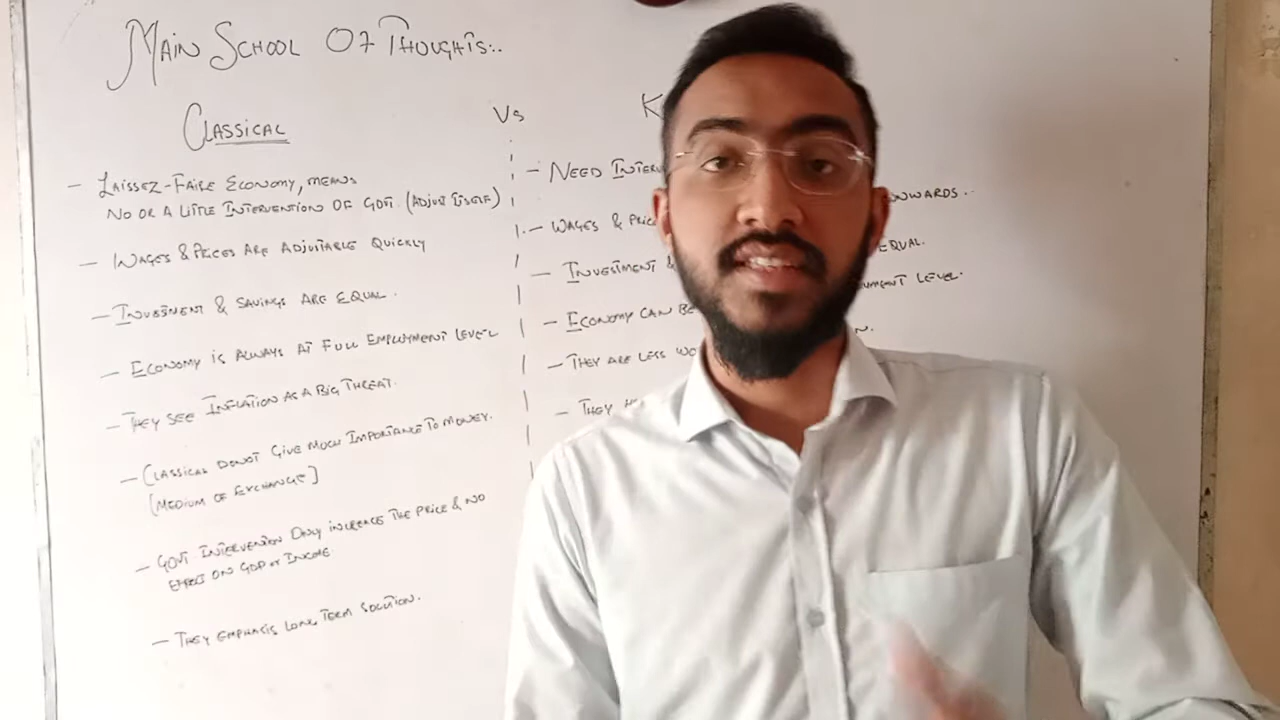 MAIN SCHOOL OF THOUGHTS...
CLASSICAL
Vs
K
- LAISSEZ-FAIRE ECONOMY, MEANS
NO OR A LITTLE INTERVENTION OF GOVT. (ADJUST ITSELF)
- WAGES & PRICES ARE ADJUSTABLE QUICKLY
- INVESTMENT & SAVINGS ARE EQUAL.
- ECONOMY IS ALWAYS AT FULL EMPLOYMENT LEVEL
- THEY SEE INFLATION AS A BIG THREAT.
- CLASSICAL DONOT GIVE MUCH IMPORTANCE TO MONEY.
[MEDIUM OF EXCHANGE]
- GOVT INTERVENTION ONLY INCREASE THE PRICE & NO
EFFECT ON GDP or INCOME
- THEY EMPHASIS LONG TERM SOLUTION.
- NEED INTER
- WAGES & PRIC NWARDS..
- INVESTMENT & EQUAL.
- ECONOMY CAN BE YMENT LEVEL.
- THEY ARE LESS WO N.
- THEY H